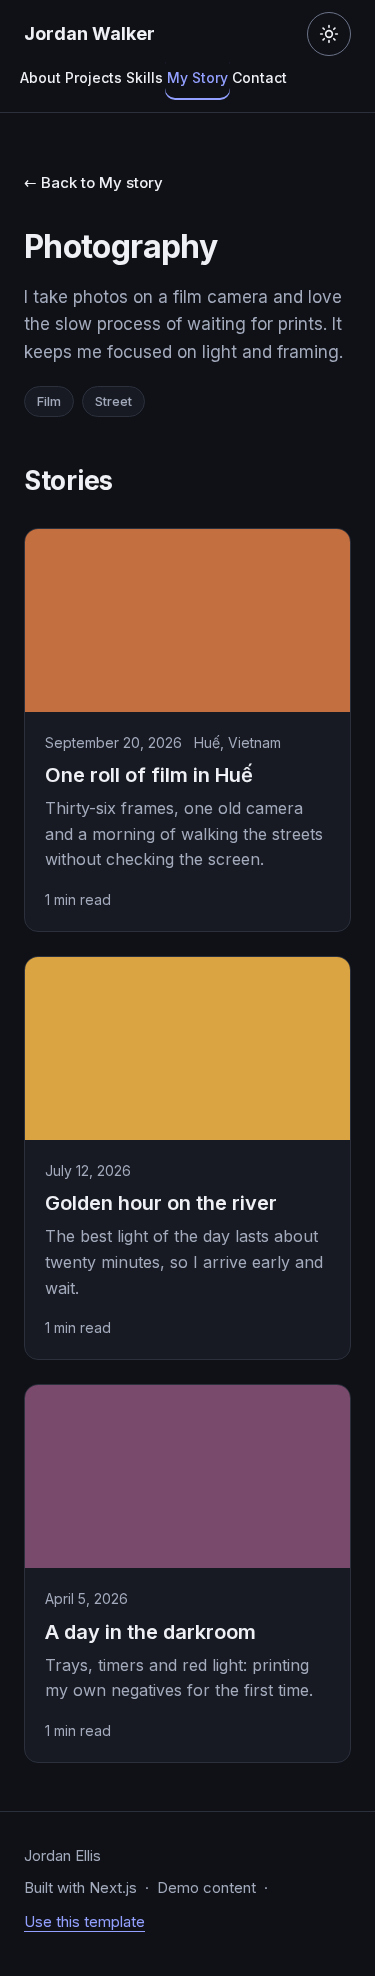 Jordan Walker
About Projects Skills My Story Contact
← Back to My story
Photography
I take photos on a film camera and love
the slow process of waiting for prints. It
keeps me focused on light and framing.
Film Street
Stories
September 20, 2026 Huế, Vietnam
One roll of film in Huế
Thirty-six frames, one old camera
and a morning of walking the streets
without checking the screen.
1 min read
July 12, 2026
Golden hour on the river
The best light of the day lasts about
twenty minutes, so I arrive early and
wait.
1 min read
April 5, 2026
A day in the darkroom
Trays, timers and red light: printing
my own negatives for the first time.
1 min read
Jordan Ellis
Built with Next.js · Demo content ·
Use this template